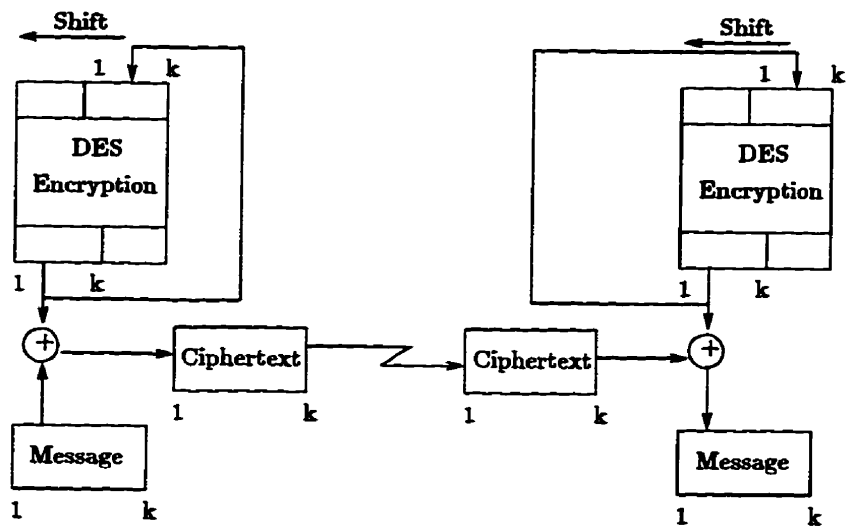 Shift
1 k
DES
Encryption
1 k
+
Ciphertext
1 k
Message
1 k
Shift
1 k
DES
Encryption
1 k
+
Ciphertext
1 k
Message
1 k